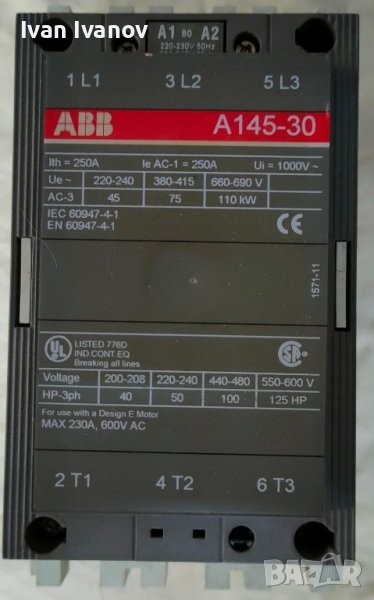 Ivan Ivanov
A1 80 A2
220-230V 50Hz
1 L1 3 L2 5 L3
ABB A145-30
Ith = 250A Ie AC-1 = 250A Ui = 1000V ~
Ue ~ 220-240 380-415 660-690 V
AC-3 45 75 110 kW
IEC 60947-4-1
EN 60947-4-1
CE
1571-11
UL LISTED 776D
IND.CONT.EQ
Breaking all lines
Voltage 200-208 220-240 440-480 550-600 V
HP-3ph 40 50 100 125 HP
For use with a Design E Motor
MAX 230A, 600V AC
2 T1 4 T2 6 T3
BAZAR